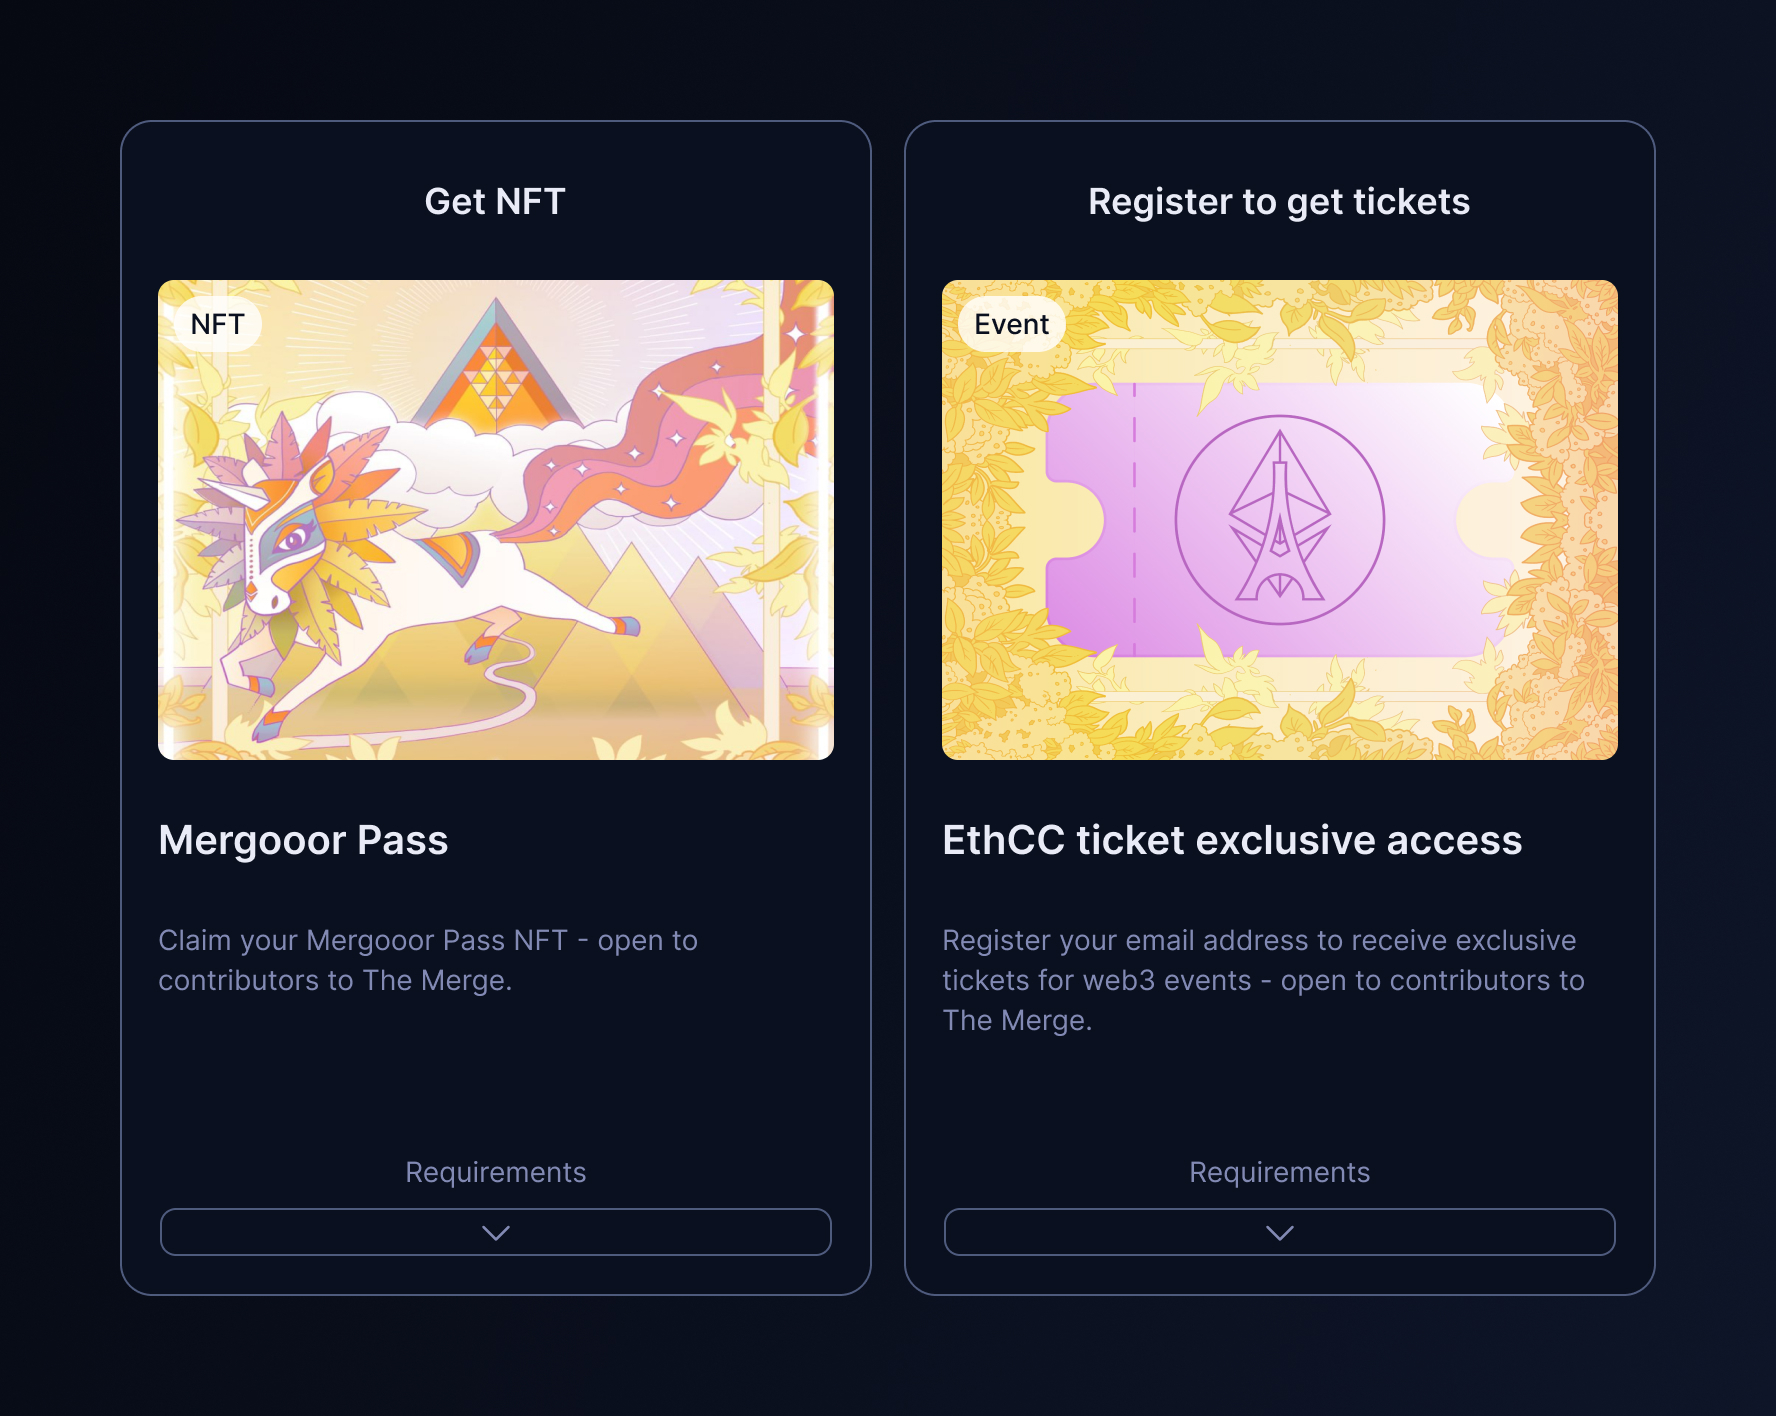 Get NFT
NFT
Mergooor Pass
Claim your Mergooor Pass NFT - open to
contributors to The Merge.
Requirements
Register to get tickets
Event
EthCC ticket exclusive access
Register your email address to receive exclusive
tickets for web3 events - open to contributors to
The Merge.
Requirements